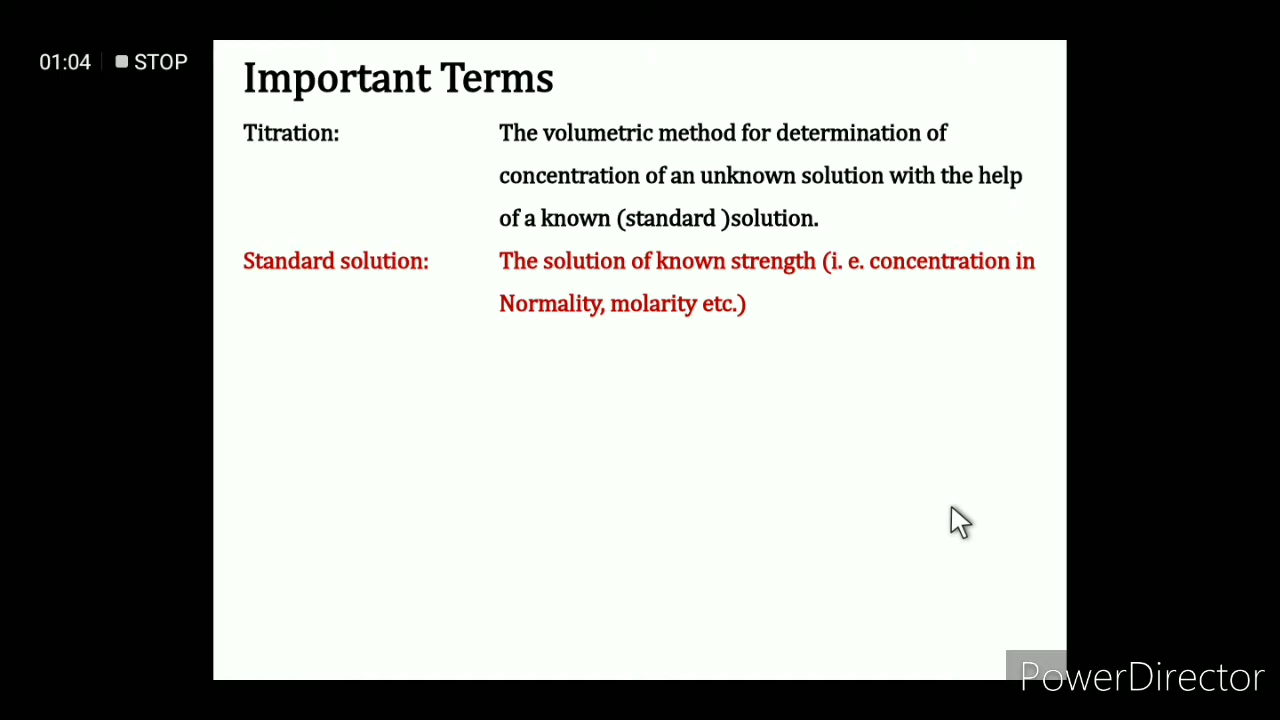 01:04 STOP
Important Terms
Titration: The volumetric method for determination of
concentration of an unknown solution with the help
of a known (standard )solution.
Standard solution: The solution of known strength (i. e. concentration in
Normality, molarity etc.)
PowerDirector